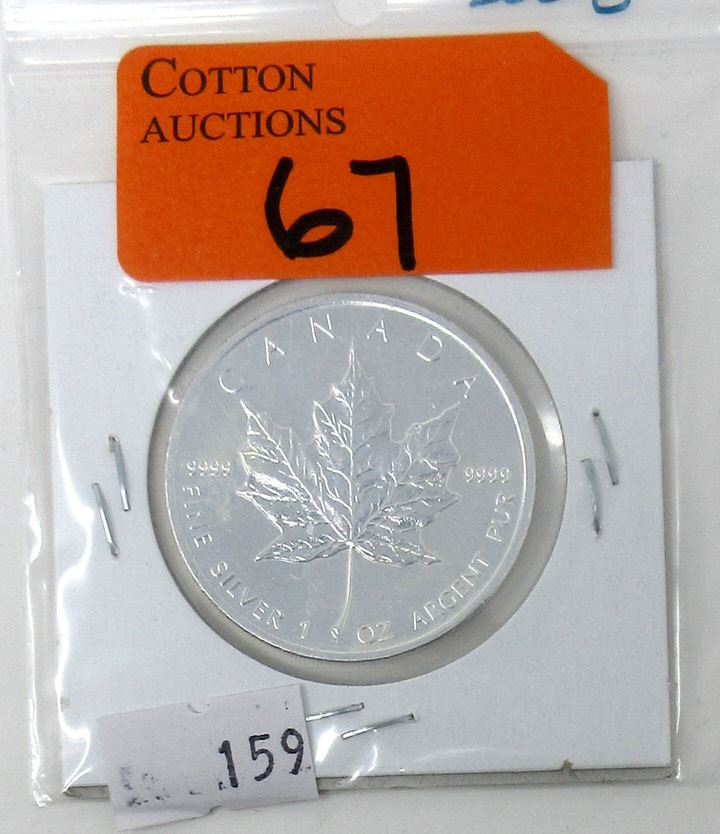 COTTON
AUCTIONS
67
CANADA
9999 9999
FINE SILVER 1 OZ ARGENT PUR
159